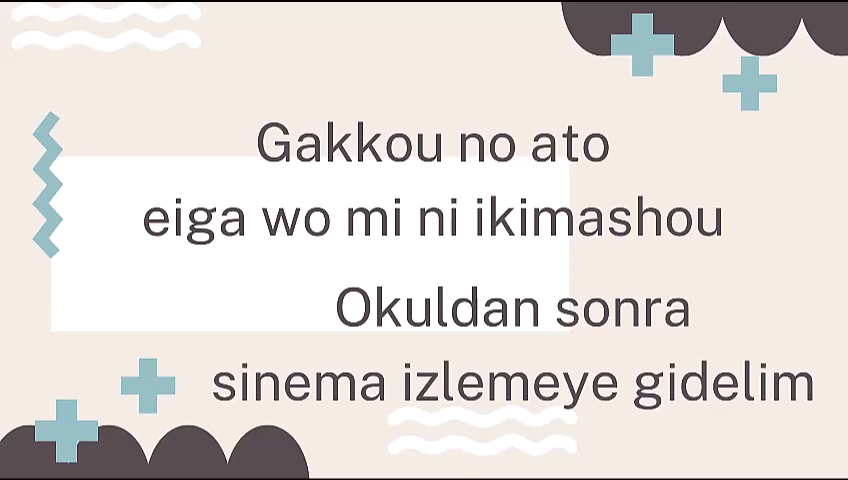 Gakkou no ato
eiga wo mi ni ikimashou
Okuldan sonra
sinema izlemeye gidelim